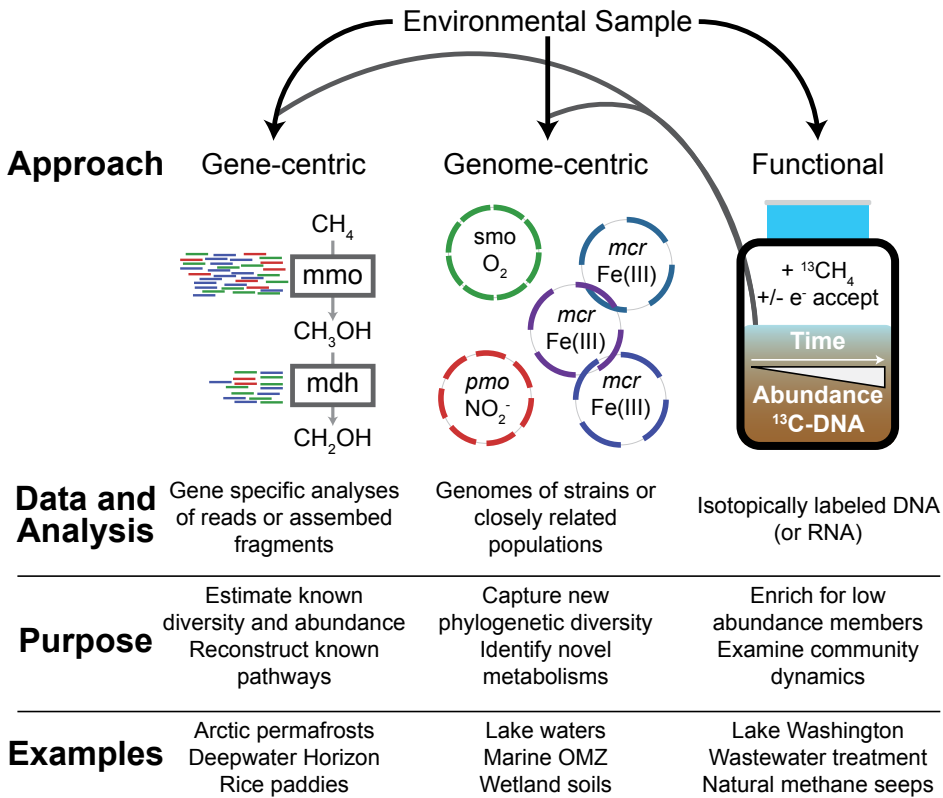 Environmental Sample
Approach
Gene-centric
Genome-centric
Functional
CH₄
mmo
CH₃OH
mdh
CH₂OH
smo
O₂
mcr
Fe(III)
mcr
Fe(III)
pmo
NO₂⁻
mcr
Fe(III)
+ ¹³CH₄
+/- e⁻ accept
Time
Abundance
¹³C-DNA
Data and
Analysis
Gene specific analyses
of reads or assembed
fragments
Genomes of strains or
closely related
populations
Isotopically labeled DNA
(or RNA)
Purpose
Estimate known
diversity and abundance
Reconstruct known
pathways
Capture new
phylogenetic diversity
Identify novel
metabolisms
Enrich for low
abundance members
Examine community
dynamics
Examples
Arctic permafrosts
Deepwater Horizon
Rice paddies
Lake waters
Marine OMZ
Wetland soils
Lake Washington
Wastewater treatment
Natural methane seeps